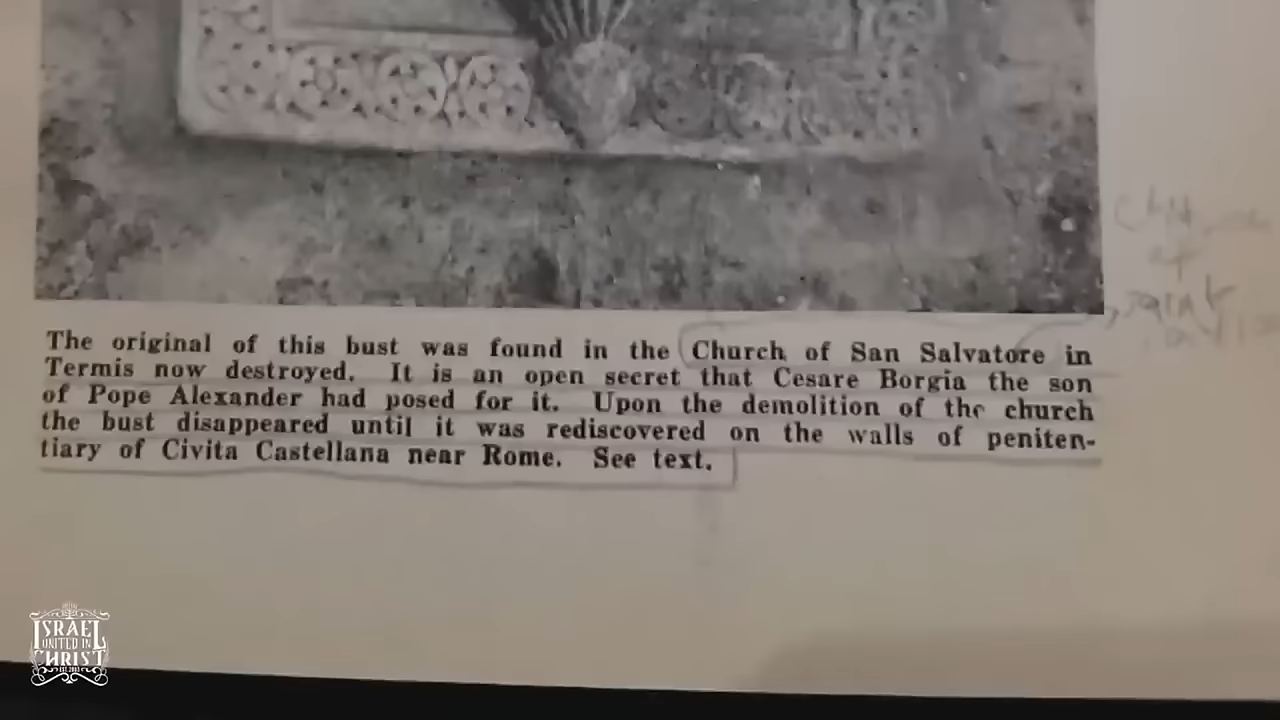 The original of this bust was found in the Church of San Salvatore in
Termis now destroyed. It is an open secret that Cesare Borgia the son
of Pope Alexander had posed for it. Upon the demolition of the church
the bust disappeared until it was rediscovered on the walls of peniten-
tiary of Civita Castellana near Rome. See text.
of
saint
ISRAEL
UNITED IN
CHRIST